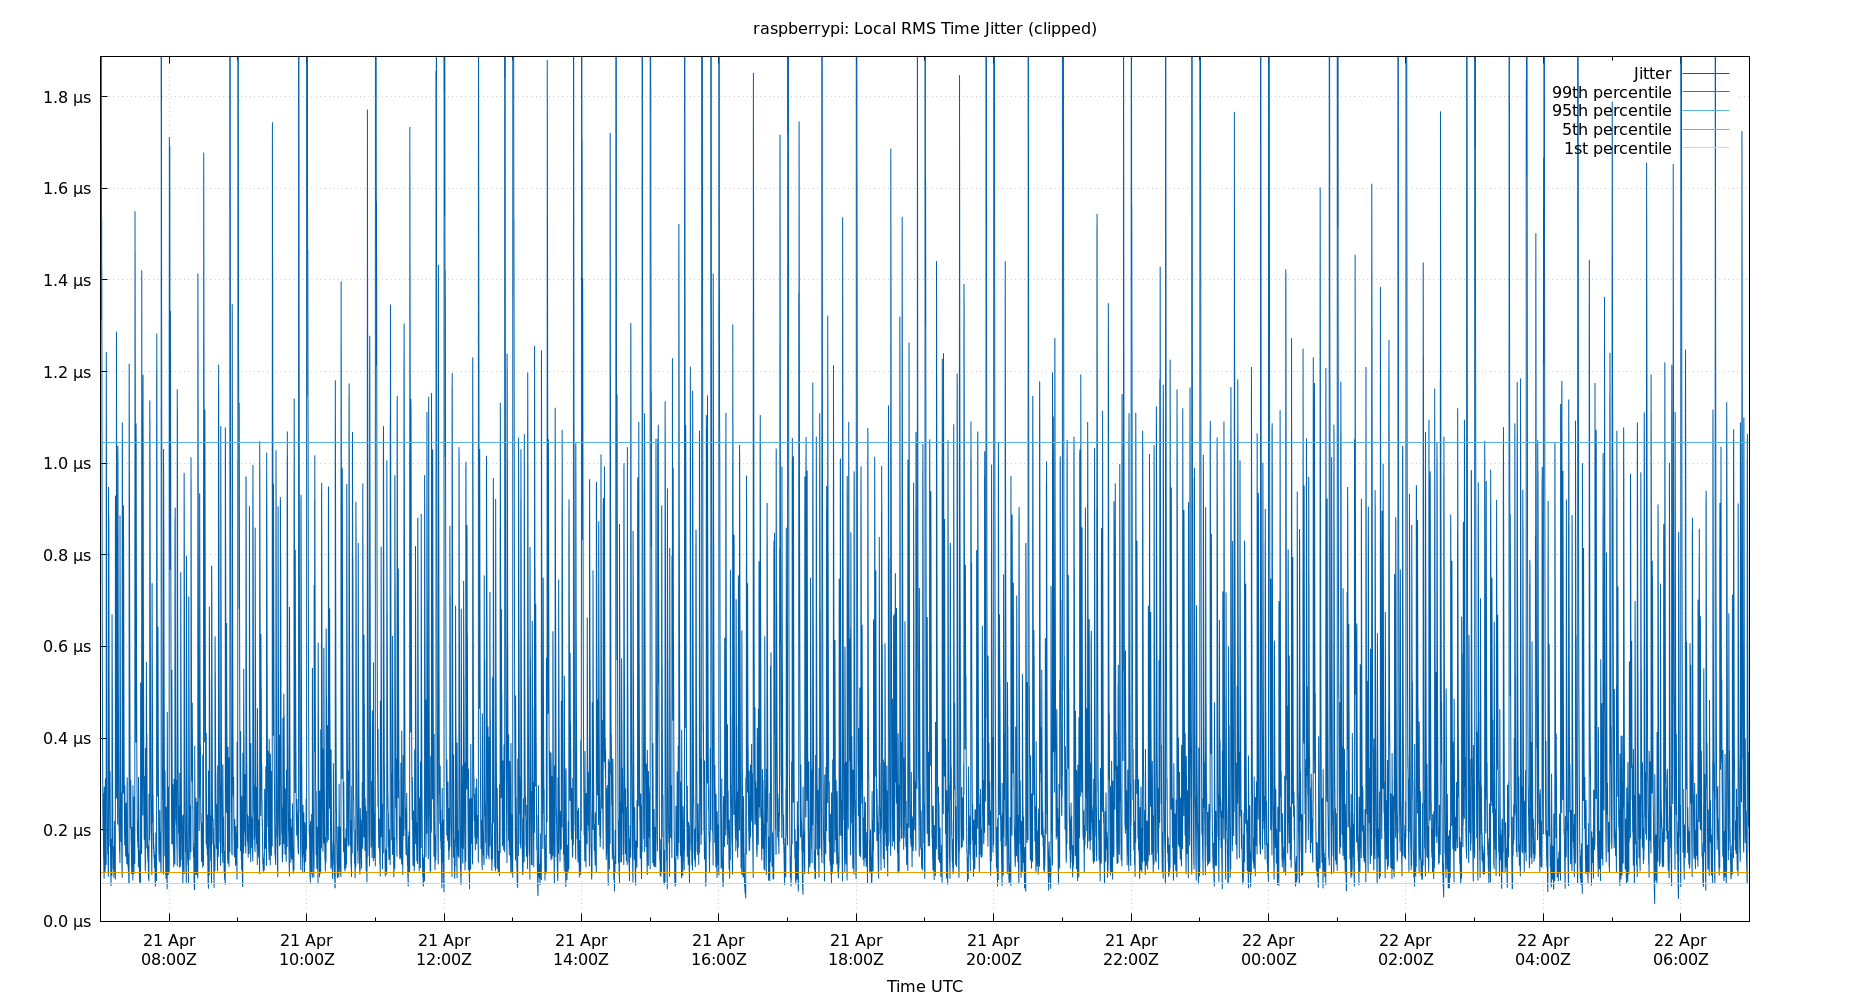 raspberrypi: Local RMS Time Jitter (clipped)
Jitter
99th percentile
95th percentile
5th percentile
1st percentile
1.8 μs
1.6 μs
1.4 μs
1.2 μs
1.0 μs
0.8 μs
0.6 μs
0.4 μs
0.2 μs
0.0 μs
21 Apr 21 Apr 21 Apr 21 Apr 21 Apr 21 Apr 21 Apr 21 Apr 22 Apr 22 Apr 22 Apr 22 Apr
08:00Z 10:00Z 12:00Z 14:00Z 16:00Z 18:00Z 20:00Z 22:00Z 00:00Z 02:00Z 04:00Z 06:00Z
Time UTC